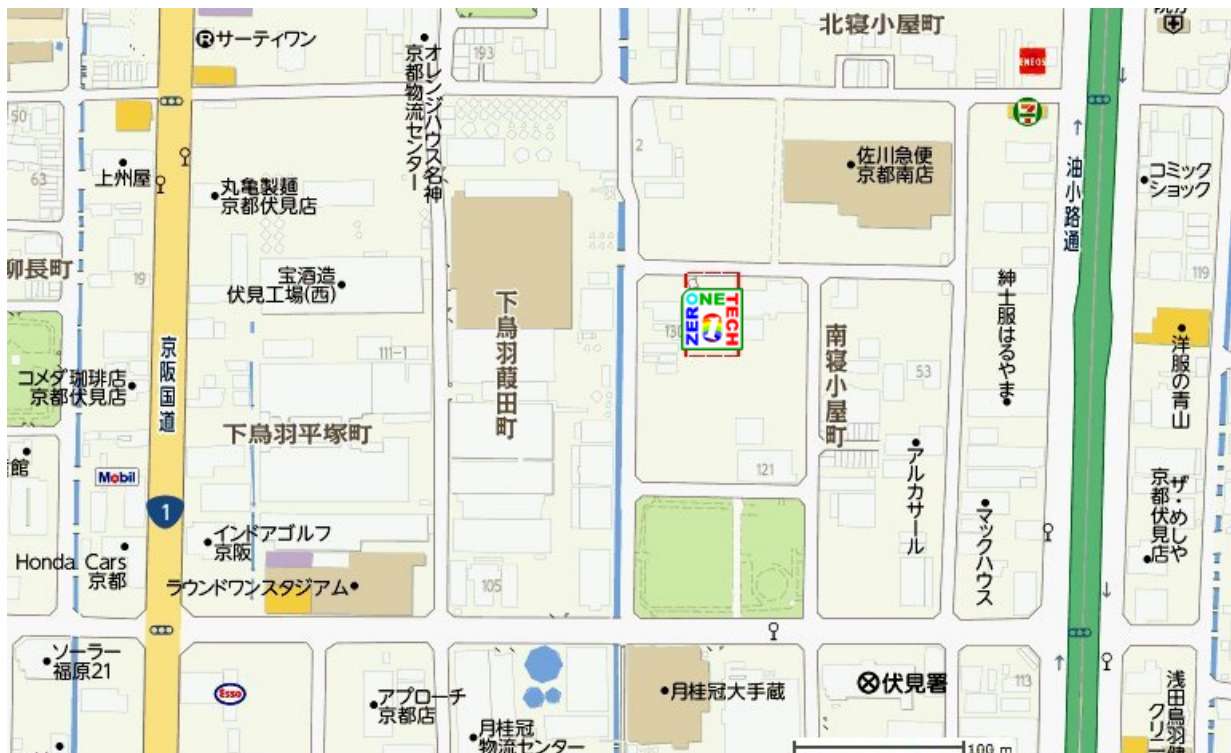 北寝小屋町
Ⓡサーティワン
オレンジハウス名神
京都物流センター
193
ENEOS
7
50
63
上州屋
丸亀製麺
京都伏見店
2
佐川急便
京都南店
油小路通
コミック
ショック
柳長町
19
宝酒造
伏見工場(西)
下鳥羽葭田町
ZERO
ONE
TECH
130
119
紳士服はるやま
南寝小屋町
53
洋服の青山
京阪国道
111-1
コメダ珈琲店
京都伏見店
下鳥羽平塚町
館
Mobil
1
121
アルカサール
マックハウス
ザ・めしや
京都伏見店
インドアゴルフ
京阪
Honda Cars
京都
ラウンドワンスタジアム
105
ソーラー
福原21
Esso
アプローチ
京都店
月桂冠
物流センター
月桂冠大手蔵
伏見署
113
浅田鳥羽
クリ
100 m